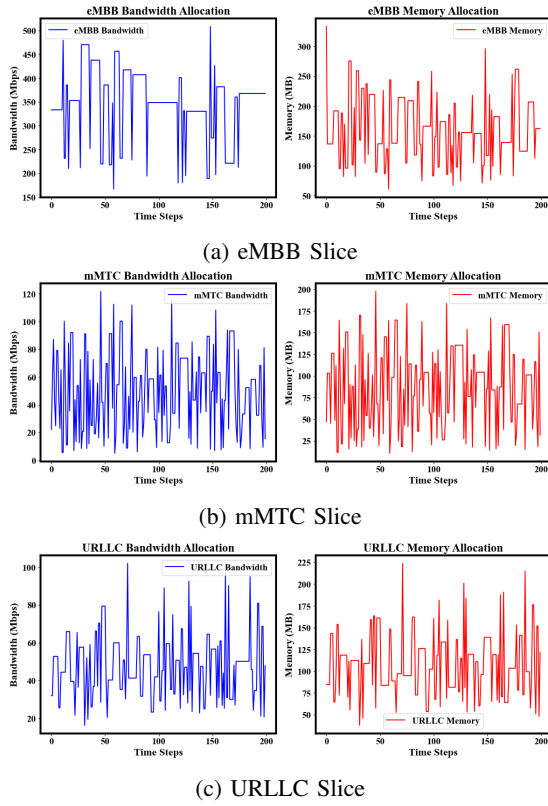 eMBB Bandwidth Allocation
eMBB Bandwidth
Bandwidth (Mbps)
500
450
400
350
300
250
200
150
0
50
100
150
200
Time Steps
eMBB Memory Allocation
eMBB Memory
Memory (MB)
350
300
250
200
150
100
50
0
50
100
150
200
Time Steps
(a) eMBB Slice
mMTC Bandwidth Allocation
mMTC Bandwidth
Bandwidth (Mbps)
120
100
80
60
40
20
0
0
50
100
150
200
Time Steps
mMTC Memory Allocation
mMTC Memory
Memory (MB)
200
175
150
125
100
75
50
25
0
50
100
150
200
Time Steps
(b) mMTC Slice
URLLC Bandwidth Allocation
URLLC Bandwidth
Bandwidth (Mbps)
100
80
60
40
20
0
50
100
150
200
Time Steps
URLLC Memory Allocation
URLLC Memory
Memory (MB)
225
200
175
150
125
100
75
50
0
50
100
150
200
Time Steps
(c) URLLC Slice